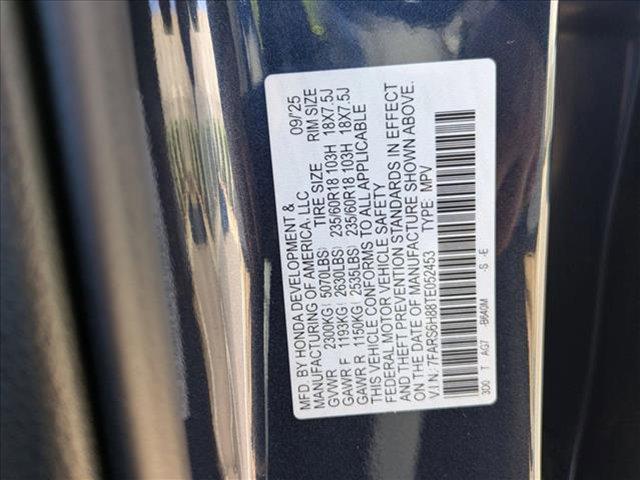 MFD. BY HONDA DEVELOPMENT &
MANUFACTURING OF AMERICA, LLC 09/'25
GVWR 2300KG(5070LBS) TIRE SIZE RIM SIZE
GAWR F 1193KG(2630LBS) 235/60R18 103H 18X7.5J
GAWR R 1150KG(2535LBS) 235/60R18 103H 18X7.5J
THIS VEHICLE CONFORMS TO ALL APPLICABLE
FEDERAL MOTOR VEHICLE SAFETY
AND THEFT PREVENTION STANDARDS IN EFFECT
ON THE DATE OF MANUFACTURE SHOWN ABOVE.
V.I.N: 7FARS6H88TE052453 TYPE: MPV
3D0 T AG7 B640M -S -E